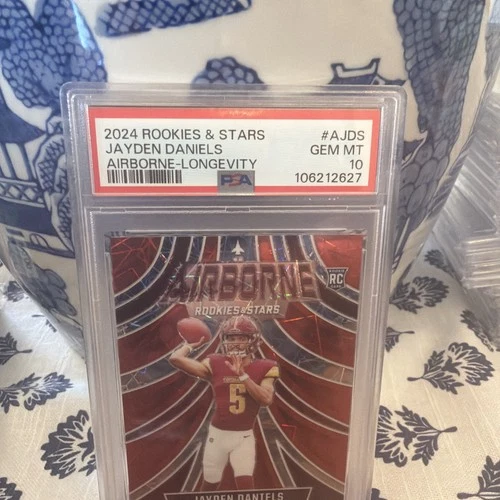 2024 ROOKIES & STARS #AJDS
JAYDEN DANIELS GEM MT
AIRBORNE-LONGEVITY 10
PSA 106212627
AIRBORNE
ROOKIES & STARS
ROOKIE
RC
5
JAYDEN DANIELS